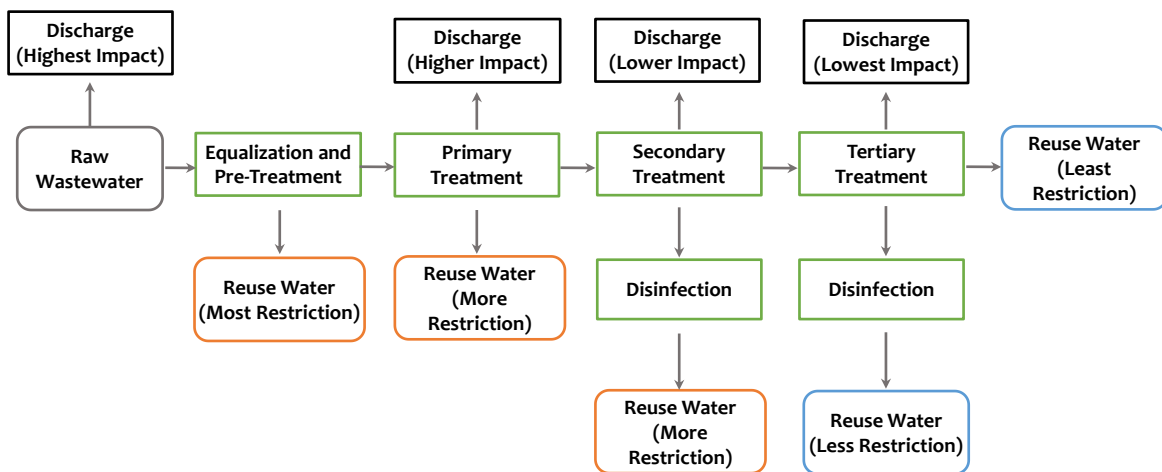 Discharge
(Highest Impact)
Discharge
(Higher Impact)
Discharge
(Lower Impact)
Discharge
(Lowest Impact)
Raw
Wastewater
Equalization and
Pre-Treatment
Primary
Treatment
Secondary
Treatment
Tertiary
Treatment
Reuse Water
(Least
Restriction)
Reuse Water
(Most Restriction)
Reuse Water
(More
Restriction)
Disinfection
Disinfection
Reuse Water
(More
Restriction)
Reuse Water
(Less Restriction)